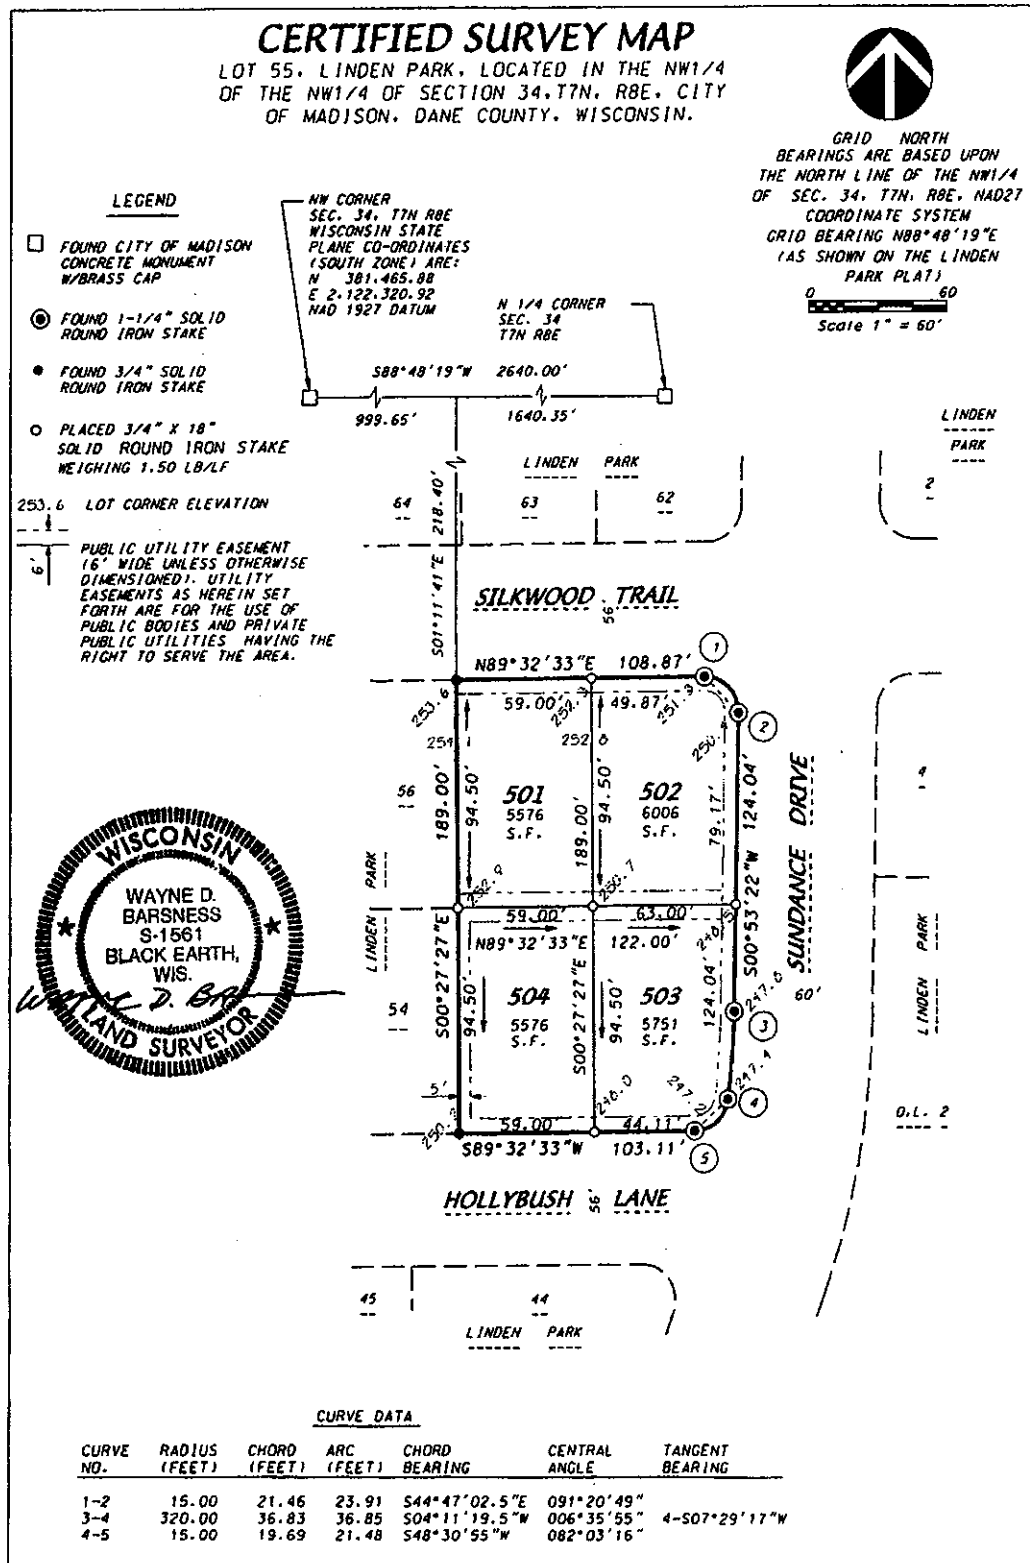 CERTIFIED SURVEY MAP
LOT 55, LINDEN PARK, LOCATED IN THE NW1/4
OF THE NW1/4 OF SECTION 34, T7N, R8E, CITY
OF MADISON, DANE COUNTY, WISCONSIN.
GRID NORTH
BEARINGS ARE BASED UPON
THE NORTH LINE OF THE NW1/4
OF SEC. 34, T7N, R8E, NAD27
COORDINATE SYSTEM
GRID BEARING N88°48'19"E
(AS SHOWN ON THE LINDEN
PARK PLAT)
0 60
Scale 1" = 60'
LEGEND
FOUND CITY OF MADISON
CONCRETE MONUMENT
W/BRASS CAP
FOUND 1-1/4" SOLID
ROUND IRON STAKE
FOUND 3/4" SOLID
ROUND IRON STAKE
PLACED 3/4" X 18"
SOLID ROUND IRON STAKE
WEIGHING 1.50 LB/LF
253.6 LOT CORNER ELEVATION
6'
PUBLIC UTILITY EASEMENT
(6' WIDE UNLESS OTHERWISE
DIMENSIONED). UTILITY
EASEMENTS AS HEREIN SET
FORTH ARE FOR THE USE OF
PUBLIC BODIES AND PRIVATE
PUBLIC UTILITIES HAVING THE
RIGHT TO SERVE THE AREA.
NW CORNER
SEC. 34, T7N R8E
WISCONSIN STATE
PLANE CO-ORDINATES
(SOUTH ZONE) ARE:
N 381,465.88
E 2,122,320.92
NAD 1927 DATUM
N 1/4 CORNER
SEC. 34
T7N R8E
S88°48'19"W 2640.00'
999.65' 1640.35'
LINDEN
PARK
LINDEN PARK
64
63
62
2
S01°11'41"E 218.40'
SILKWOOD TRAIL
56'
N89°32'33"E 108.87'
1
2
253.6
59.00'
252.3
49.87'
251.3
254.1
252.8
56
189.00'
94.50'
501
5576
S.F.
189.00'
94.50'
502
6006
S.F.
79.17'
S00°53'22"W 124.04'
SUNDANCE DRIVE
60'
4
LINDEN PARK
252.9
250.7
59.00' 63.00'
N89°32'33"E 122.00'
54
S00°27'27"E
94.50'
504
5576
S.F.
S00°27'27"E
94.50'
503
5751
S.F.
124.04'
247.8
3
247.4
4
247.2
5
5'
59.00'
44.11'
S89°32'33"W 103.11'
LINDEN PARK
O.L. 2
HOLLYBUSH LANE
56'
45
44
LINDEN PARK
WISCONSIN
WAYNE D.
BARSNESS
S-1561
BLACK EARTH,
WIS.
LAND SURVEYOR
CURVE DATA
CURVE NO. RADIUS (FEET) CHORD (FEET) ARC (FEET) CHORD BEARING CENTRAL ANGLE TANGENT BEARING
1-2 15.00 21.46 23.91 S44°47'02.5"E 091°20'49"
3-4 320.00 36.83 36.85 S04°11'19.5"W 006°35'55" 4-S07°29'17"W
4-5 15.00 19.69 21.48 S48°30'55"W 082°03'16"